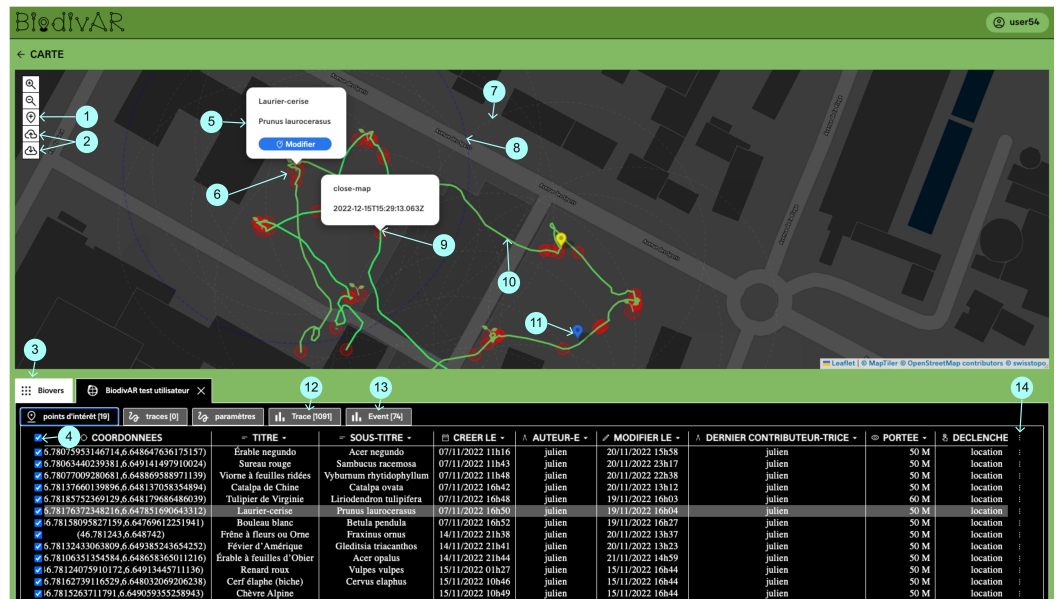 BiodivAR
user54
← CARTE
Laurier-cerise
Prunus laurocerasus
Modifier
close-map
2022-12-15T15:29:13.063Z
1
2
5
6
7
8
9
10
11
Leaflet | © MapTiler © OpenStreetMap contributors © swisstopo
3
12
13
14
Biovers
BiodivAR test utilisateur
points d'intérêt [19]
traces [0]
paramètres
Trace [1091]
Event [74]
4
COORDONNEES TITRE SOUS-TITRE CREER LE AUTEUR-E MODIFIER LE DERNIER CONTRIBUTEUR-TRICE PORTEE DECLENCHE
6.78075953146714,6.648647636175157) Érable negundo Acer negundo 07/11/2022 11h16 julien 20/11/2022 15h58 julien 50 M location
6.78063440239381,6.649141497910024) Sureau rouge Sambucus racemosa 07/11/2022 11h43 julien 20/11/2022 23h17 julien 50 M location
6.78077009280681,6.648869588971139) Viorne à feuilles ridées Vyburnum rhytidophyllum 07/11/2022 11h48 julien 20/11/2022 22h38 julien 50 M location
6.78137660139896,6.648137058354894) Catalpa de Chine Catalpa ovata 07/11/2022 16h42 julien 20/11/2022 13h12 julien 50 M location
6.78185752369129,6.648179686486039) Tulipier de Virginie Liriodendron tulipifera 07/11/2022 16h48 julien 19/11/2022 16h03 julien 60 M location
6.78176372348216,6.647851690643312) Laurier-cerise Prunus laurocerasus 07/11/2022 16h50 julien 19/11/2022 16h04 julien 50 M location
46.78158095827159,6.64769612251941) Bouleau blanc Betula pendula 07/11/2022 16h52 julien 19/11/2022 16h27 julien 50 M location
(46.781243,6.648742) Frêne à fleurs ou Orne Fraxinus ornus 14/11/2022 21h38 julien 20/11/2022 13h37 julien 50 M location
6.78132433063809,6.649385243654252) Févier d'Amérique Gleditsia triacanthos 14/11/2022 21h41 julien 20/11/2022 13h23 julien 50 M location
6.78106351354584,6.648658365011216) Érable à feuilles d'Obier Acer opalus 14/11/2022 21h44 julien 21/11/2022 14h59 julien 50 M location
46.78124075910172,6.64913445711136) Renard roux Vulpes vulpes 15/11/2022 01h27 julien 15/11/2022 16h44 julien 50 M location
6.78162739116529,6.648032069206238) Cerf élaphe (biche) Cervus elaphus 15/11/2022 10h46 julien 15/11/2022 16h44 julien 50 M location
46.7815263711791,6.649059355258943) Chèvre Alpine 15/11/2022 10h49 julien 15/11/2022 16h44 julien 50 M location